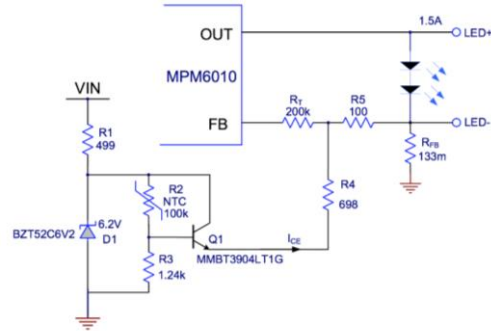 1.5A
OUT
LED+
MPM6010
VIN
FB
RT
200k
R5
100
LED-
R1
499
RFB
133m
R2
NTC
100k
R4
698
6.2V
BZT52C6V2
D1
Q1
ICE
MMBT3904LT1G
R3
1.24k